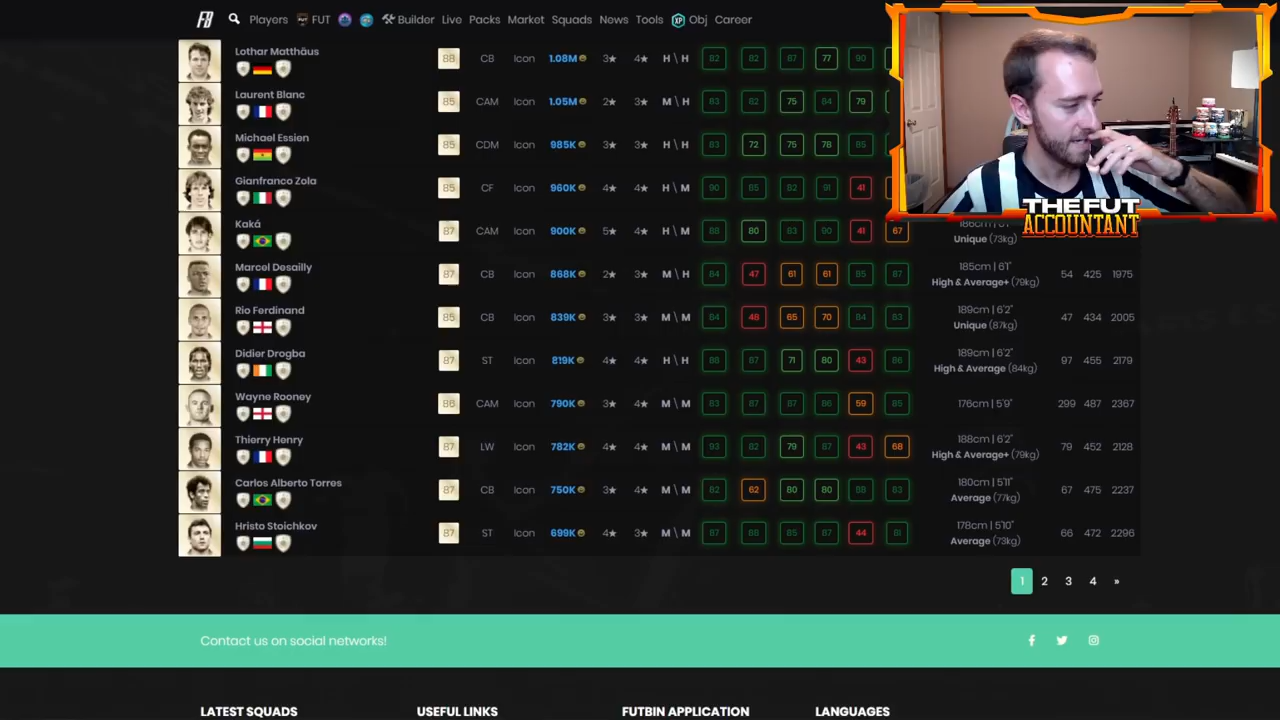 FB Players FUT Builder Live Packs Market Squads News Tools XP Obj Career
Lothar Matthäus 88 CB Icon 1.08M 3★ 4★ H \ H 82 82 87 77 90
Laurent Blanc 85 CAM Icon 1.05M 2★ 3★ M \ H 83 82 75 84 79
Michael Essien 85 CDM Icon 985K 3★ 3★ H \ H 83 72 75 78 85
Gianfranco Zola 85 CF Icon 960K 4★ 4★ H \ M 90 85 82 91 41
THE FUT
ACCOUNTANT
Kaká 87 CAM Icon 900K 5★ 4★ H \ M 88 80 83 90 41 67 186cm | 6'1"
Unique (73kg)
Marcel Desailly 87 CB Icon 868K 2★ 3★ M \ H 84 47 61 61 85 87 185cm | 6'1" 54 425 1975
High & Average+ (79kg)
Rio Ferdinand 85 CB Icon 839K 3★ 3★ M \ M 84 48 65 70 84 83 189cm | 6'2" 47 434 2005
Unique (87kg)
Didier Drogba 87 ST Icon 819K 4★ 4★ H \ H 86 87 71 80 43 86 189cm | 6'2" 97 455 2179
High & Average (84kg)
Wayne Rooney 88 CAM Icon 790K 3★ 4★ M \ M 83 87 87 86 59 85 176cm | 5'9" 299 487 2367
Thierry Henry 87 LW Icon 782K 4★ 4★ M \ M 93 82 79 87 43 68 188cm | 6'2" 79 452 2128
High & Average+ (79kg)
Carlos Alberto Torres 87 CB Icon 750K 3★ 4★ M \ M 82 62 80 80 88 83 180cm | 5'11" 67 475 2237
Average (77kg)
Hristo Stoichkov 87 ST Icon 699K 3★ 4★ M \ M 87 88 85 87 44 81 178cm | 5'10" 66 472 2296
Average (73kg)
1 2 3 4 »
Contact us on social networks!
LATEST SQUADS USEFUL LINKS FUTBIN APPLICATION LANGUAGES